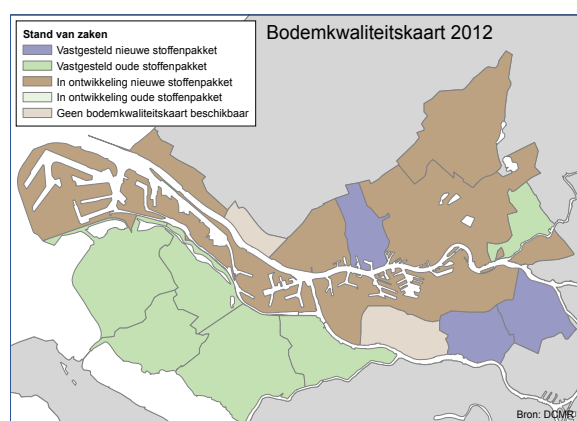 Bodemkwaliteitskaart 2012
Stand van zaken
Vastgesteld nieuwe stoffenpakket
Vastgesteld oude stoffenpakket
In ontwikkeling nieuwe stoffenpakket
In ontwikkeling oude stoffenpakket
Geen bodemkwaliteitskaart beschikbaar
Bron: DCMR